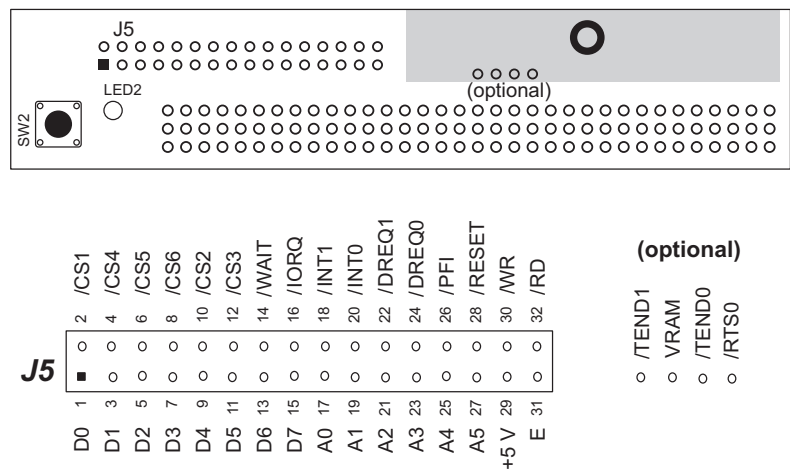 J5
LED2
SW2
(optional)
/CS1 /CS4 /CS5 /CS6 /CS2 /CS3 /WAIT /IORQ /INT1 /INT0 /DREQ1 /DREQ0 /PFI /RESET /WR /RD
2 4 6 8 10 12 14 16 18 20 22 24 26 28 30 32
J5
1 3 5 7 9 11 13 15 17 19 21 23 25 27 29 31
D0 D1 D2 D3 D4 D5 D6 D7 A0 A1 A2 A3 A4 A5 +5 V E
(optional)
/TEND1
VRAM
/TEND0
/RTS0